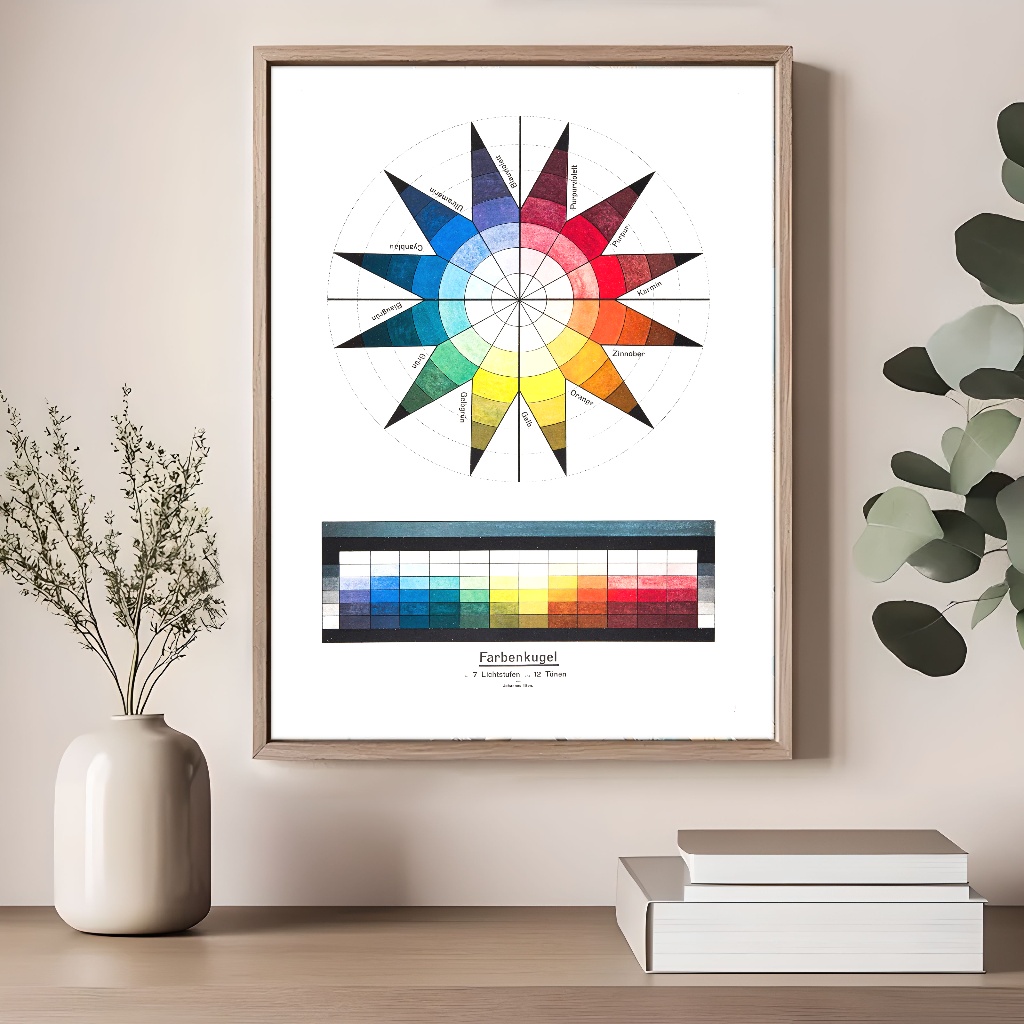 Blauviolett
Purpurviolett
Ultramarin
Purpur
Cyanblau
Karmin
Blaugrün
Zinnober
Grün
Orange
Gelbgrün
Gelb
Farbenkugel
7 Lichtstufen 12 Tönen